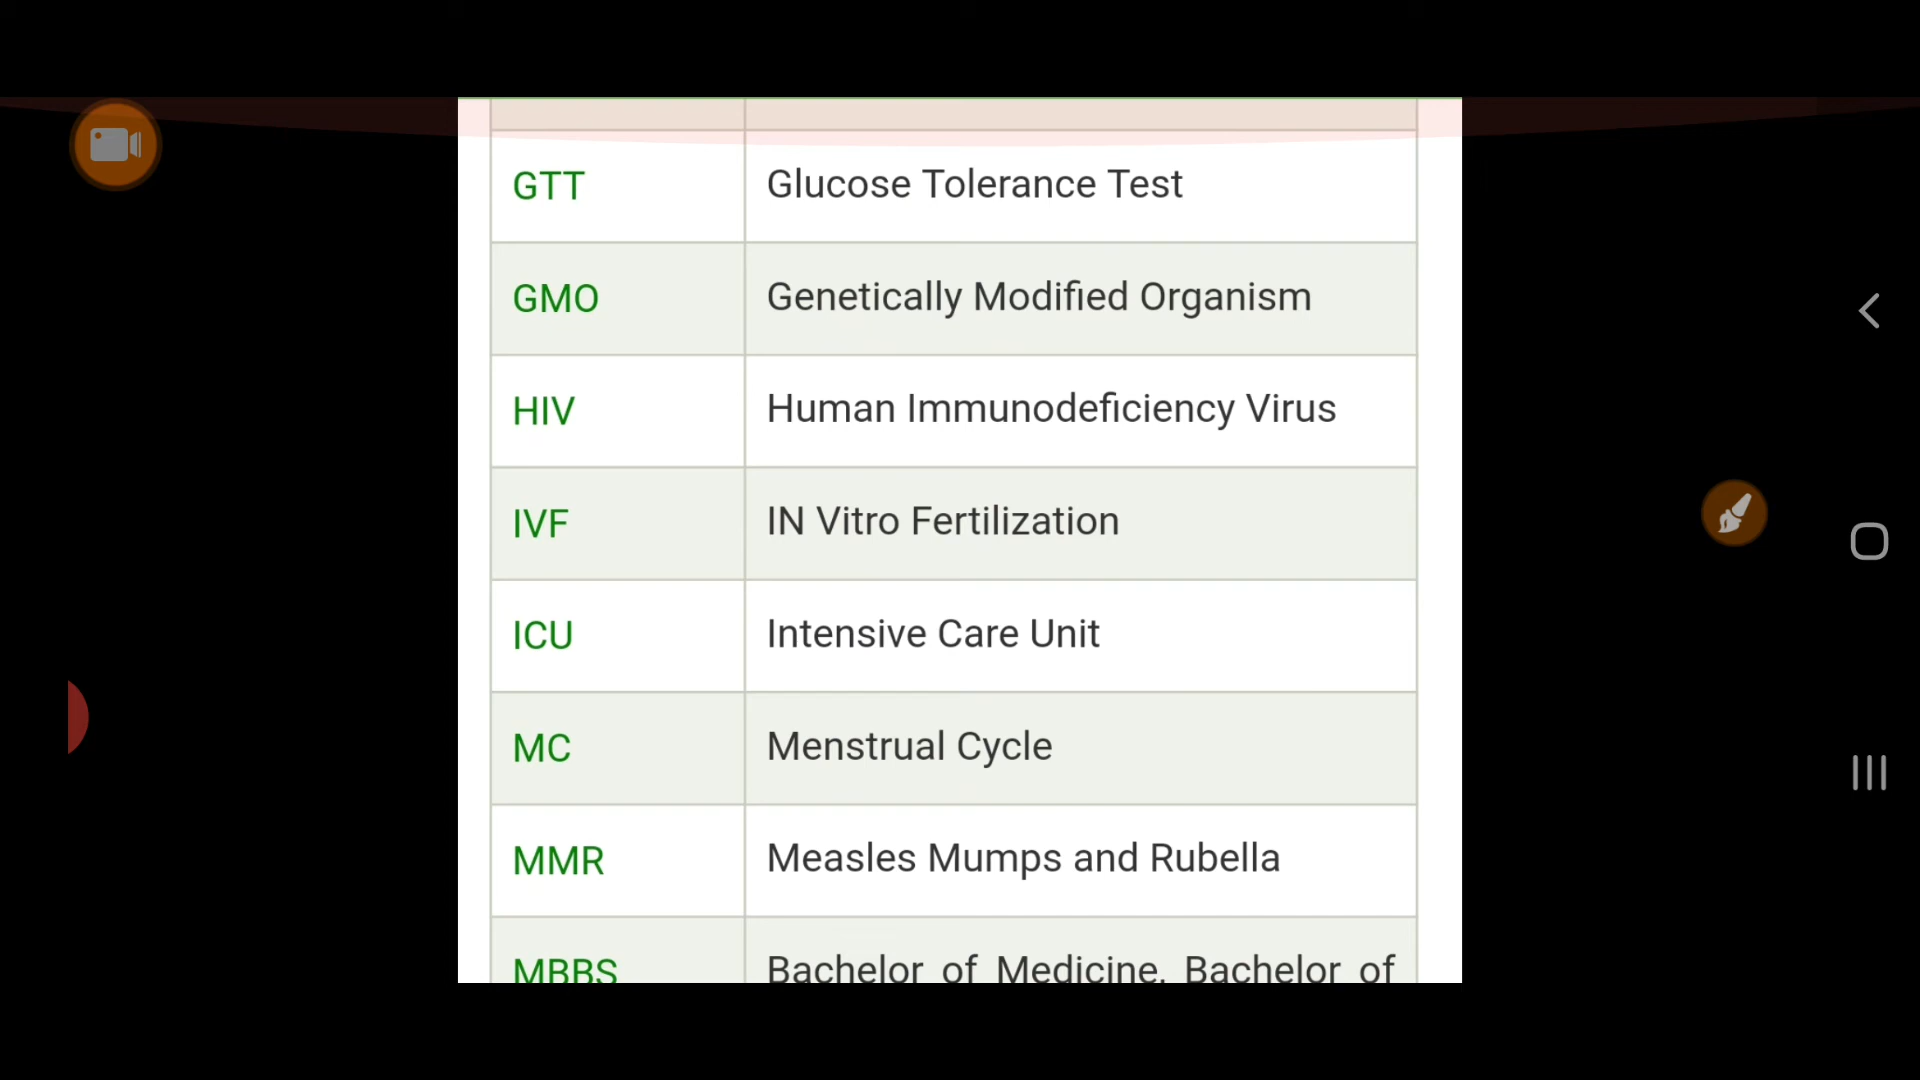 GTT Glucose Tolerance Test
GMO Genetically Modified Organism
HIV Human Immunodeficiency Virus
IVF IN Vitro Fertilization
ICU Intensive Care Unit
MC Menstrual Cycle
MMR Measles Mumps and Rubella
MBBS Bachelor of Medicine, Bachelor of